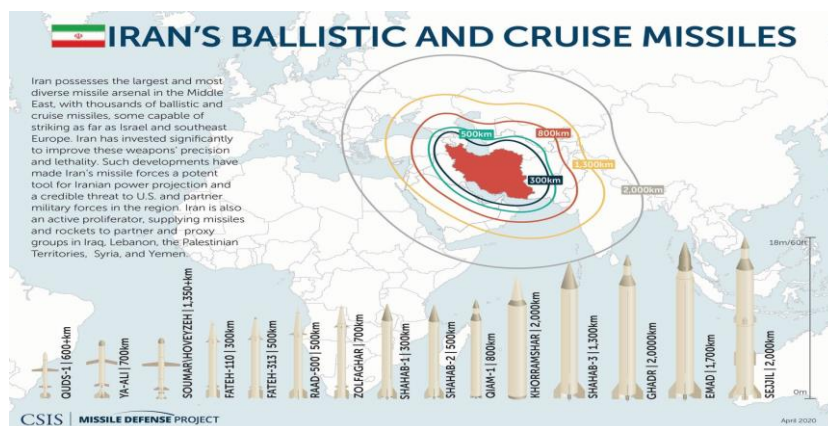 IRAN'S BALLISTIC AND CRUISE MISSILES
Iran possesses the largest and most
diverse missile arsenal in the Middle
East, with thousands of ballistic and
cruise missiles, some capable of
striking as far as Israel and southeast
Europe. Iran has invested significantly
to improve these weapons' precision
and lethality. Such developments have
made Iran's missile forces a potent
tool for Iranian power projection and
a credible threat to U.S. and partner
military forces in the region. Iran is also
an active proliferator, supplying missiles
and rockets to partner and proxy
groups in Iraq, Lebanon, the Palestinian
Territories, Syria, and Yemen.
500km
800km
1,300km
300km
2,000km
18m/60ft
0m
QUDS-1 | 600+km
YA-ALI | 700km
SOUMAR\HOVEYZEH | 1,350+km
FATEH-110 | 300km
FATEH-313 | 500km
RAAD-500 | 500km
ZOLFAGHAR | 700km
SHAHAB-1 | 300km
SHAHAB-2 | 500km
QIAM-1 | 800km
KHORRAMSHAR | 2,000km
SHAHAB-3 | 1,300km
GHADR | 2,0000km
EMAD | 1,700km
SEJJIL | 2,000km
CSIS | MISSILE DEFENSE PROJECT
April 2020